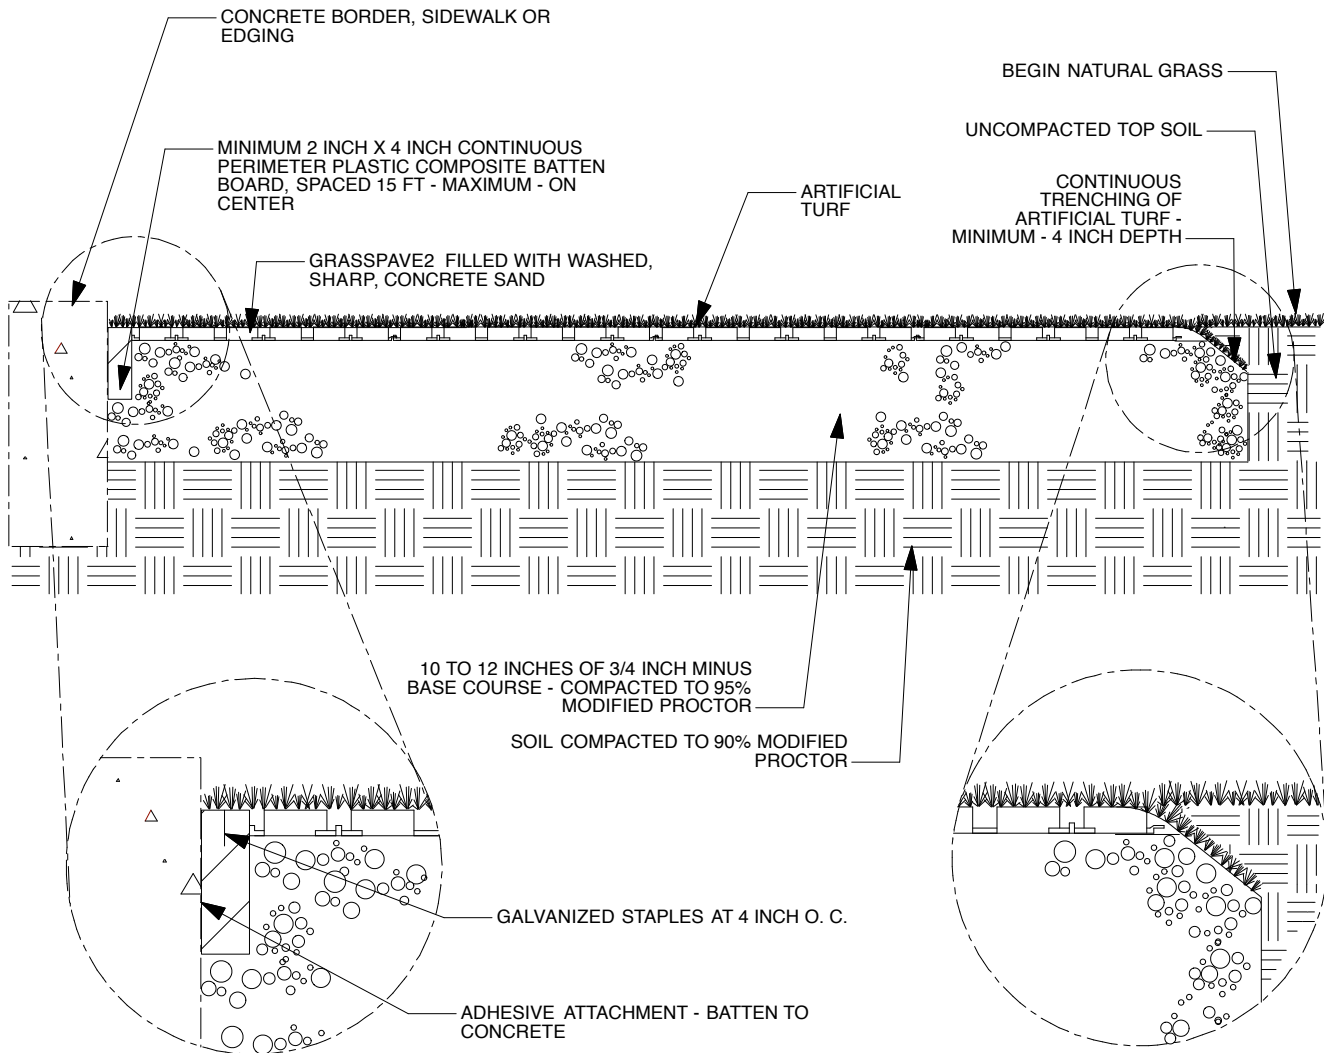 CONCRETE BORDER, SIDEWALK OR
EDGING
BEGIN NATURAL GRASS
UNCOMPACTED TOP SOIL
MINIMUM 2 INCH X 4 INCH CONTINUOUS
PERIMETER PLASTIC COMPOSITE BATTEN
BOARD, SPACED 15 FT - MAXIMUM - ON
CENTER
ARTIFICIAL
TURF
CONTINUOUS
TRENCHING OF
ARTIFICIAL TURF -
MINIMUM - 4 INCH DEPTH
GRASSPAVE2 FILLED WITH WASHED,
SHARP, CONCRETE SAND
10 TO 12 INCHES OF 3/4 INCH MINUS
BASE COURSE - COMPACTED TO 95%
MODIFIED PROCTOR
SOIL COMPACTED TO 90% MODIFIED
PROCTOR
GALVANIZED STAPLES AT 4 INCH O. C.
ADHESIVE ATTACHMENT - BATTEN TO
CONCRETE